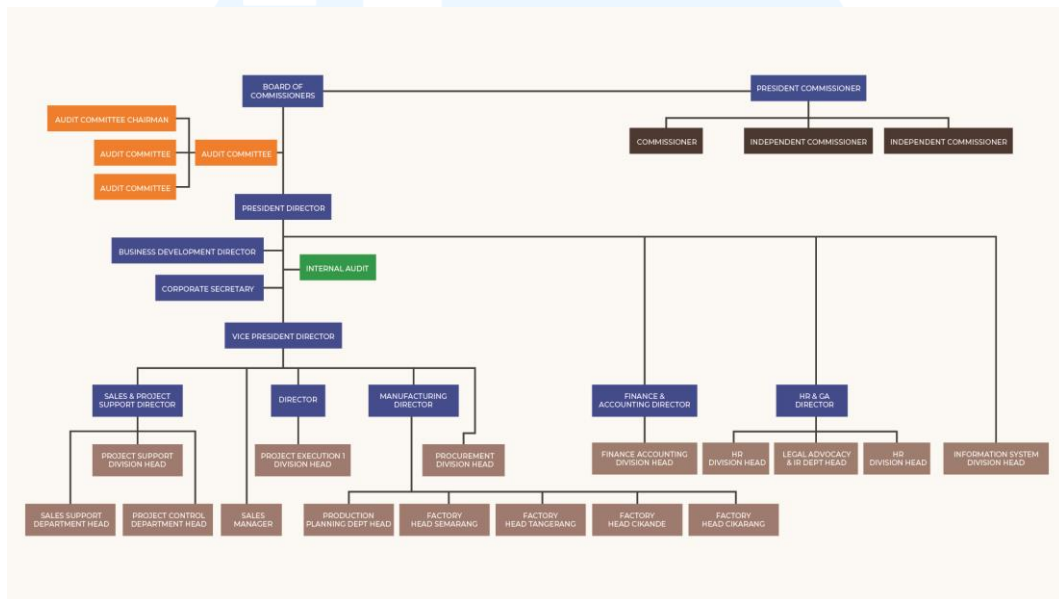 BOARD OF
COMMISSIONERS
PRESIDENT COMMISSIONER
AUDIT COMMITTEE CHAIRMAN
COMMISSIONER
INDEPENDENT COMMISSIONER
INDEPENDENT COMMISSIONER
AUDIT COMMITTEE
AUDIT COMMITTEE
AUDIT COMMITTEE
PRESIDENT DIRECTOR
BUSINESS DEVELOPMENT DIRECTOR
INTERNAL AUDIT
CORPORATE SECRETARY
VICE PRESIDENT DIRECTOR
SALES & PROJECT
SUPPORT DIRECTOR
DIRECTOR
MANUFACTURING
DIRECTOR
FINANCE &
ACCOUNTING DIRECTOR
HR & GA
DIRECTOR
PROJECT SUPPORT
DIVISION HEAD
PROJECT EXECUTION 1
DIVISION HEAD
PROCUREMENT
DIVISION HEAD
FINANCE ACCOUNTING
DIVISION HEAD
HR
DIVISION HEAD
LEGAL ADVOCACY
& IR DEPT HEAD
HR
DIVISION HEAD
INFORMATION SYSTEM
DIVISION HEAD
SALES SUPPORT
DEPARTMENT HEAD
PROJECT CONTROL
DEPARTMENT HEAD
SALES
MANAGER
PRODUCTION
PLANNING DEPT HEAD
FACTORY
HEAD SEMARANG
FACTORY
HEAD TANGERANG
FACTORY
HEAD CIKANDE
FACTORY
HEAD CIKARANG